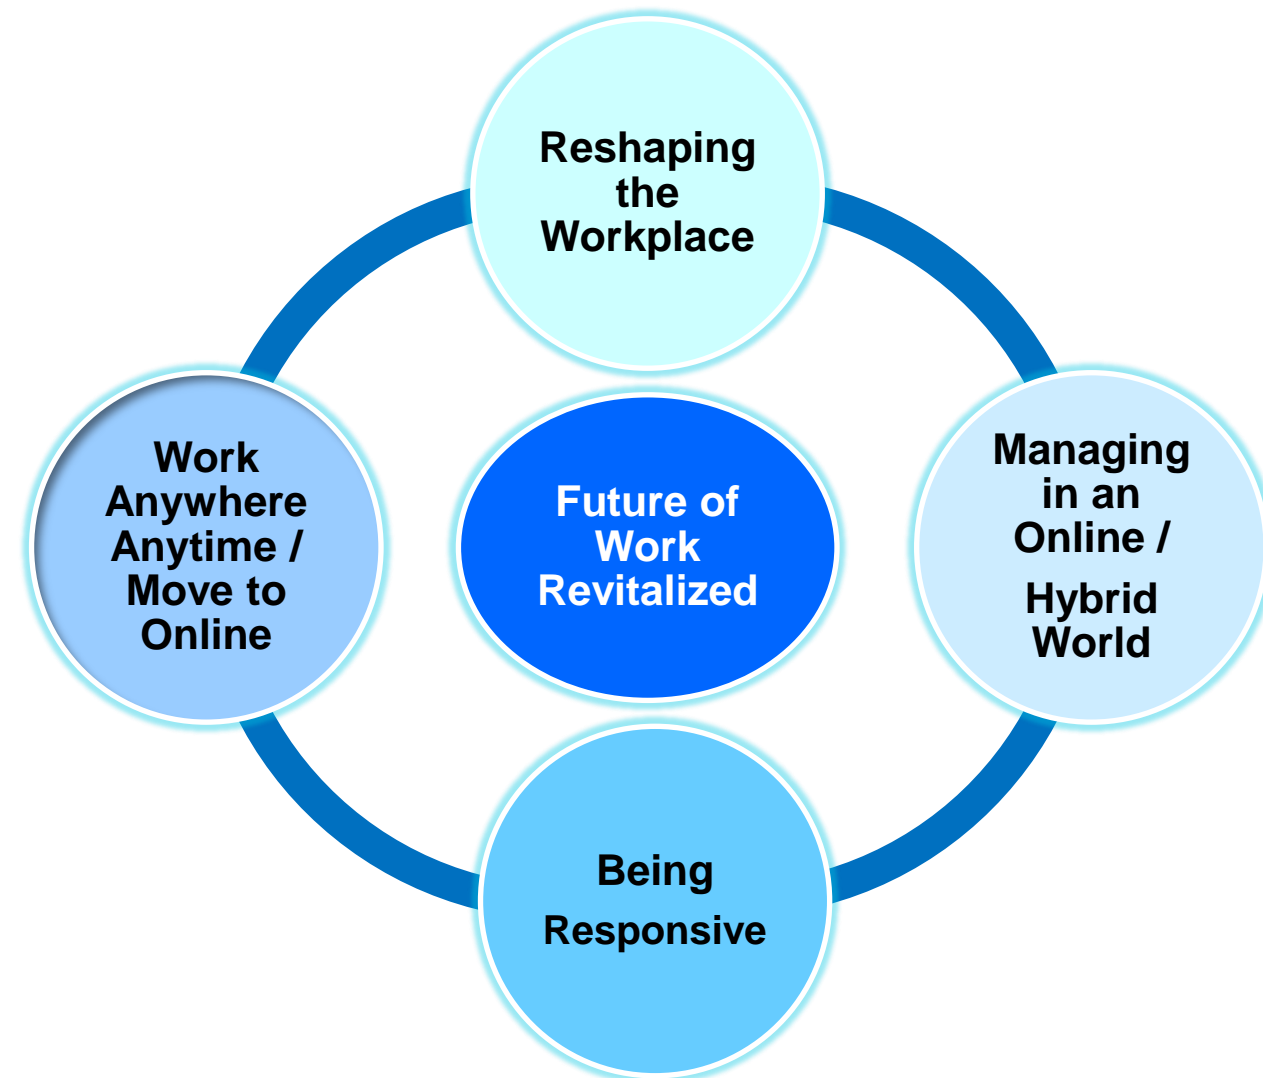 Reshaping
the
Workplace
Work
Anywhere
Anytime /
Move to
Online
Future of
Work
Revitalized
Managing
in an
Online /
Hybrid
World
Being
Responsive